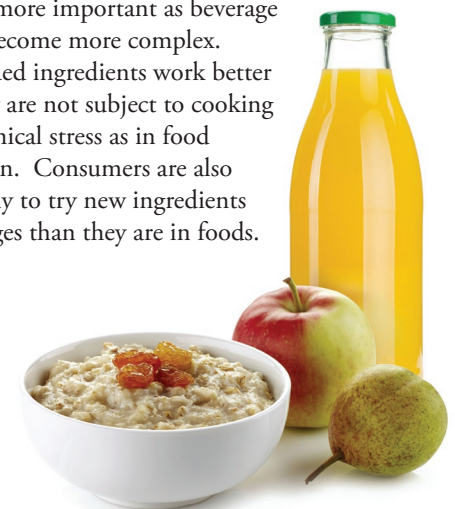 more important as beverage
ecome more complex.
ed ingredients work better
are not subject to cooking
nical stress as in food
n. Consumers are also
y to try new ingredients
ges than they are in foods.